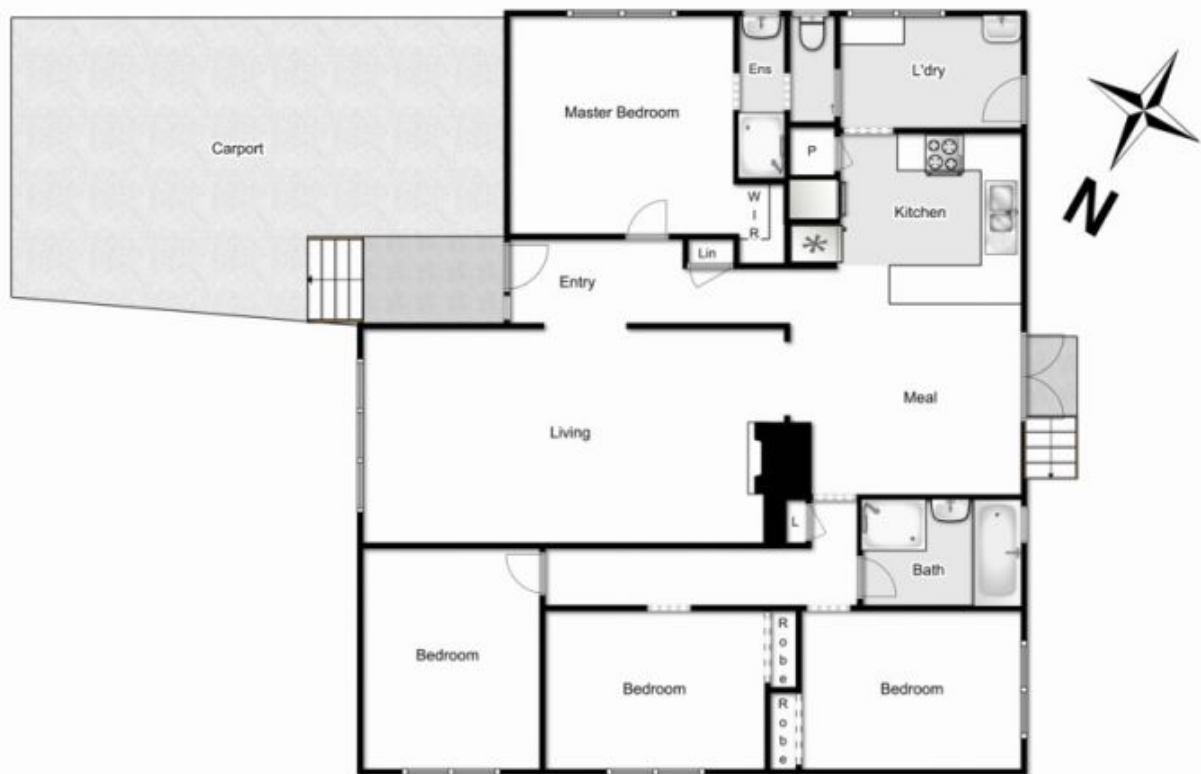 Ens
L'dry
Master Bedroom
Carport
P
Kitchen
W
I
R
Lin
Entry
N
Meal
Living
L
Bath
Bedroom
Bedroom
R
o
b
e
R
o
b
e
Bedroom